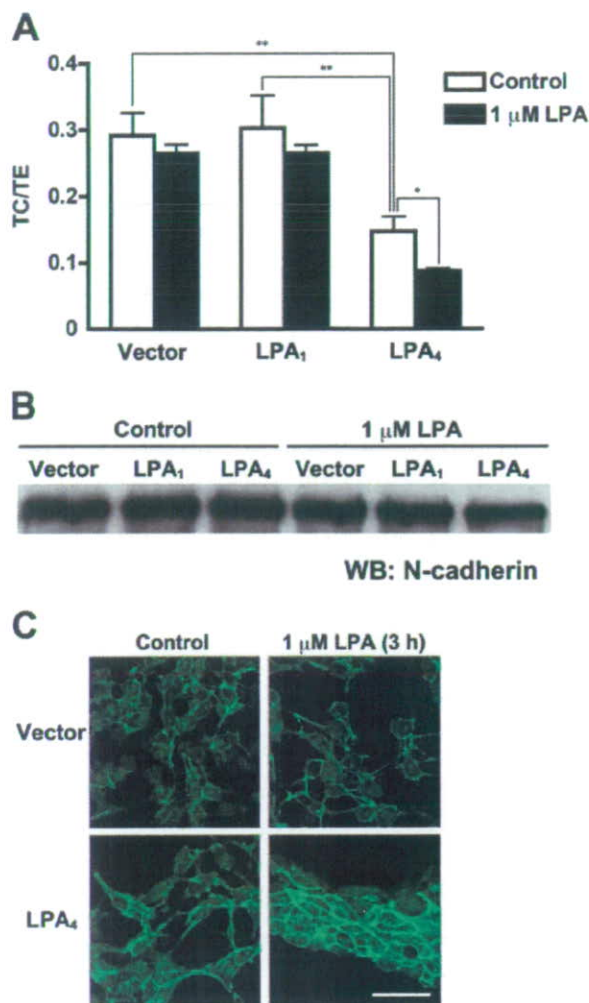 A
** 
**
*
0.4
0.3
0.2
0.1
0
TC/TE
Control
1 μM LPA
Vector LPA₁ LPA₄
B
Control 1 μM LPA
Vector LPA₁ LPA₄ Vector LPA₁ LPA₄
WB: N-cadherin
C
Control 1 μM LPA (3 h)
Vector
LPA₄